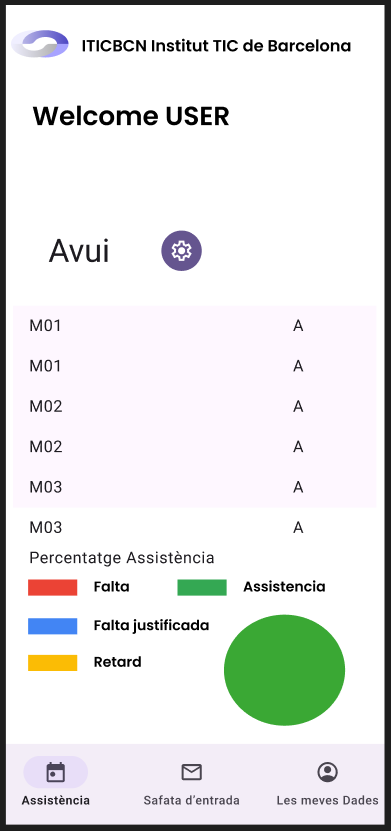 ITICBCN Institut TIC de Barcelona
Welcome USER
Avui
M01 A
M01 A
M02 A
M02 A
M03 A
M03 A
Percentatge Assistència
Falta Assistencia
Falta justificada
Retard
Assistència Safata d’entrada Les meves Dades